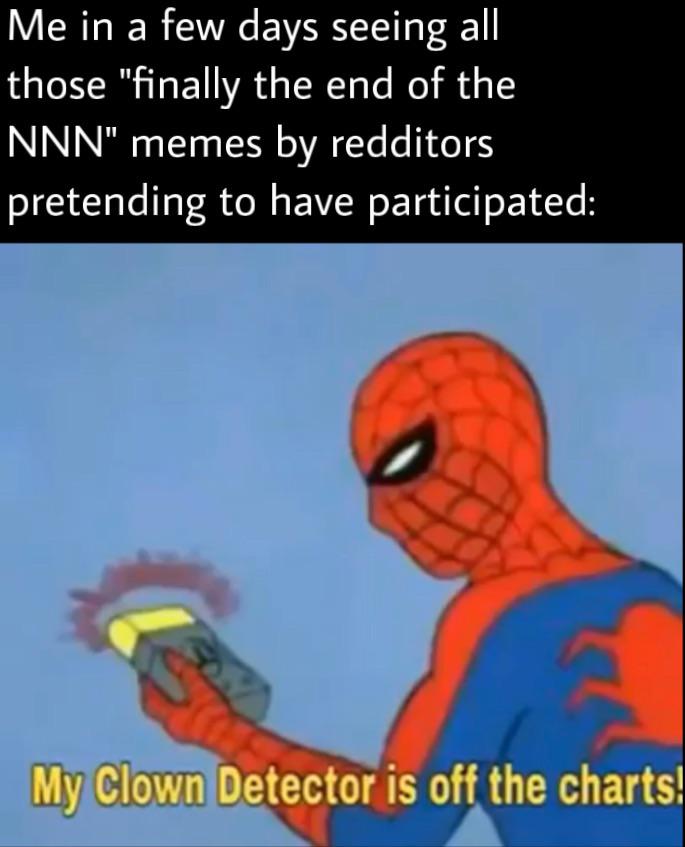 Me in a few days seeing all
those "finally the end of the
NNN" memes by redditors
pretending to have participated:
My Clown Detector is off the charts!